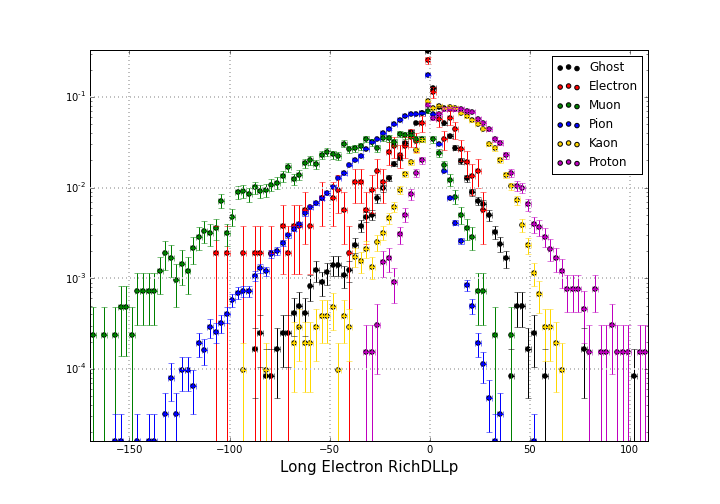 10⁻¹
10⁻²
10⁻³
10⁻⁴
Ghost
Electron
Muon
Pion
Kaon
Proton
−150 −100 −50 0 50 100
Long Electron RichDLLp